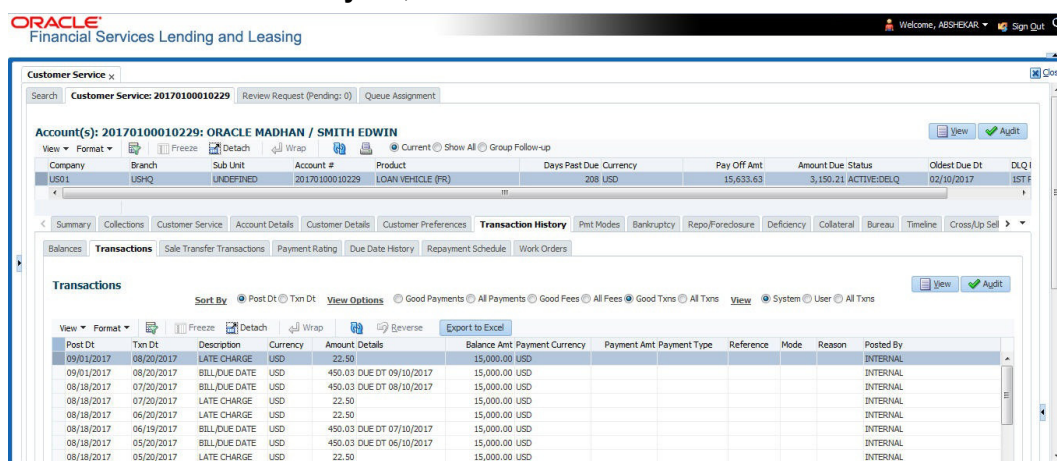 ORACLE
Welcome, ABSHEKAR Sign Out
Financial Services Lending and Leasing
Customer Service x
Search Customer Service: 20170100010229 Review Request (Pending: 0) Queue Assignment
Account(s): 20170100010229: ORACLE MADHAN / SMITH EDWIN View Audit
View Format Freeze Detach Wrap Current Show All Group Follow-up
Company Branch Sub Unit Account # Product Days Past Due Currency Pay Off Amt Amount Due Status Oldest Due Dt DLQ
US01 USHQ UNDEFINED 20170100010229 LOAN VEHICLE (FR) 208 USD 15,633.63 3,150.21 ACTIVE:DELQ 02/10/2017
Summary Collections Customer Service Account Details Customer Details Customer Preferences Transaction History Pmt Modes Bankruptcy Repo/Foreclosure Deficiency Collateral Bureau Timeline Cross/Up Sell
Balances Transactions Sale Transfer Transactions Payment Rating Due Date History Repayment Schedule Work Orders
Transactions View Audit
Sort By Post Dt Txn Dt View Options Good Payments All Payments Good Fees All Fees Good Txns All Txns View System User All Txns
View Format Freeze Detach Wrap Reverse Export to Excel
Post Dt Txn Dt Description Currency Amount Details Balance Amt Payment Currency Payment Amt Payment Type Reference Mode Reason Posted By
09/01/2017 08/20/2017 LATE CHARGE USD 22.50 15,000.00 USD INTERNAL
09/01/2017 08/20/2017 BILL/DUE DATE USD 450.03 DUE DT 09/10/2017 15,000.00 USD INTERNAL
08/18/2017 07/20/2017 BILL/DUE DATE USD 450.03 DUE DT 08/10/2017 15,000.00 USD INTERNAL
08/18/2017 07/20/2017 LATE CHARGE USD 22.50 15,000.00 USD INTERNAL
08/18/2017 06/20/2017 LATE CHARGE USD 22.50 15,000.00 USD INTERNAL
08/18/2017 06/19/2017 BILL/DUE DATE USD 450.03 DUE DT 07/10/2017 15,000.00 USD INTERNAL
08/18/2017 05/20/2017 BILL/DUE DATE USD 450.03 DUE DT 06/10/2017 15,000.00 USD INTERNAL
08/18/2017 05/20/2017 LATE CHARGE USD 22.50 15,000.00 USD INTERNAL